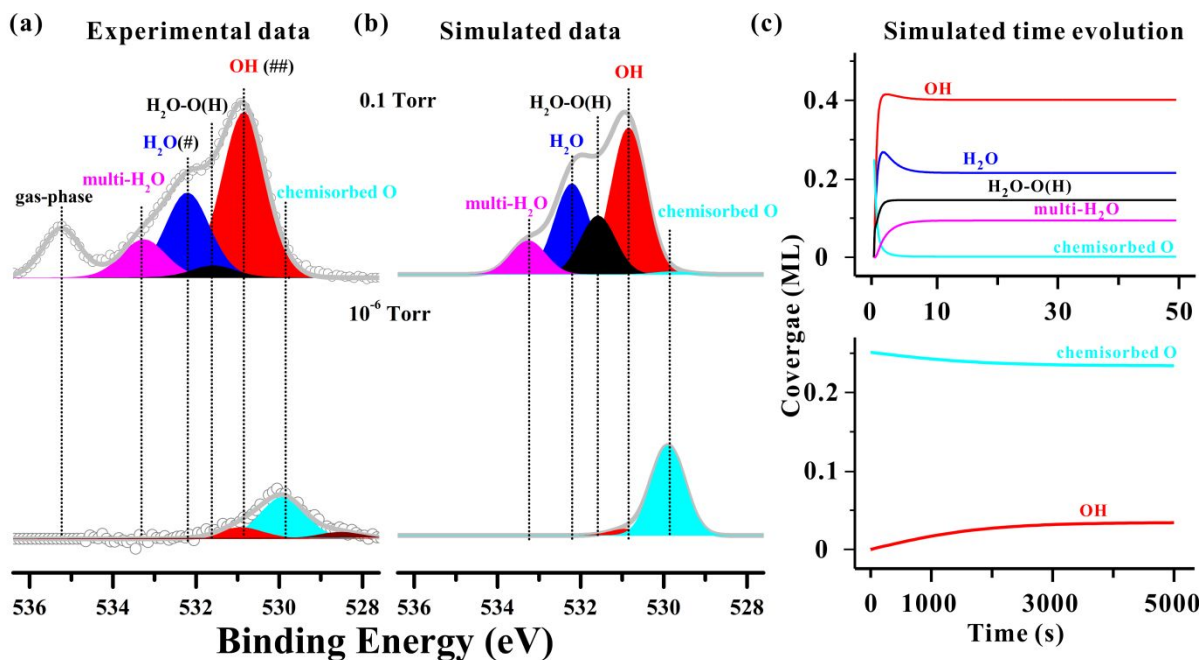 (a) Experimental data
OH (##)
H₂O-O(H)
H₂O(#)
multi-H₂O
gas-phase
chemisorbed O
536 534 532 530 528
(b) Simulated data
0.1 Torr
OH
H₂O-O(H)
H₂O
multi-H₂O
chemisorbed O
10⁻⁶ Torr
536 534 532 530 528
Binding Energy (eV)
(c) Simulated time evolution
OH
0.4
H₂O
0.2
H₂O-O(H)
multi-H₂O
0
chemisorbed O
0 10 30 50
Covergae (ML)
chemisorbed O
0.2
0.1
OH
0
0 1000 3000 5000
Time (s)